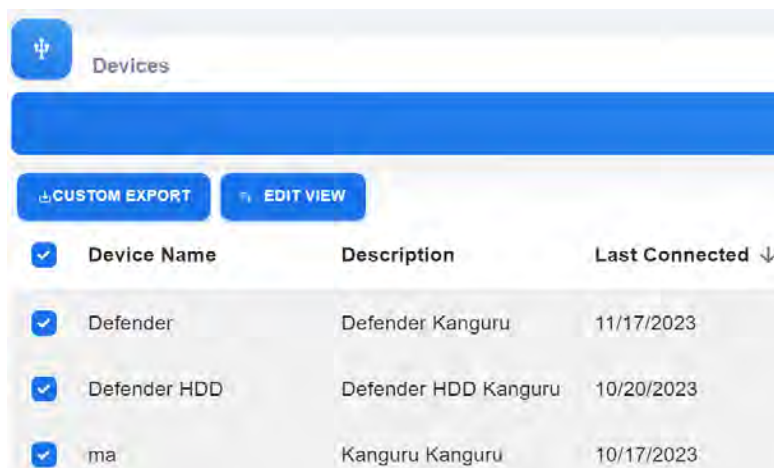 Devices
CUSTOM EXPORT EDIT VIEW
Device Name Description Last Connected
Defender Defender Kanguru 11/17/2023
Defender HDD Defender HDD Kanguru 10/20/2023
ma Kanguru Kanguru 10/17/2023